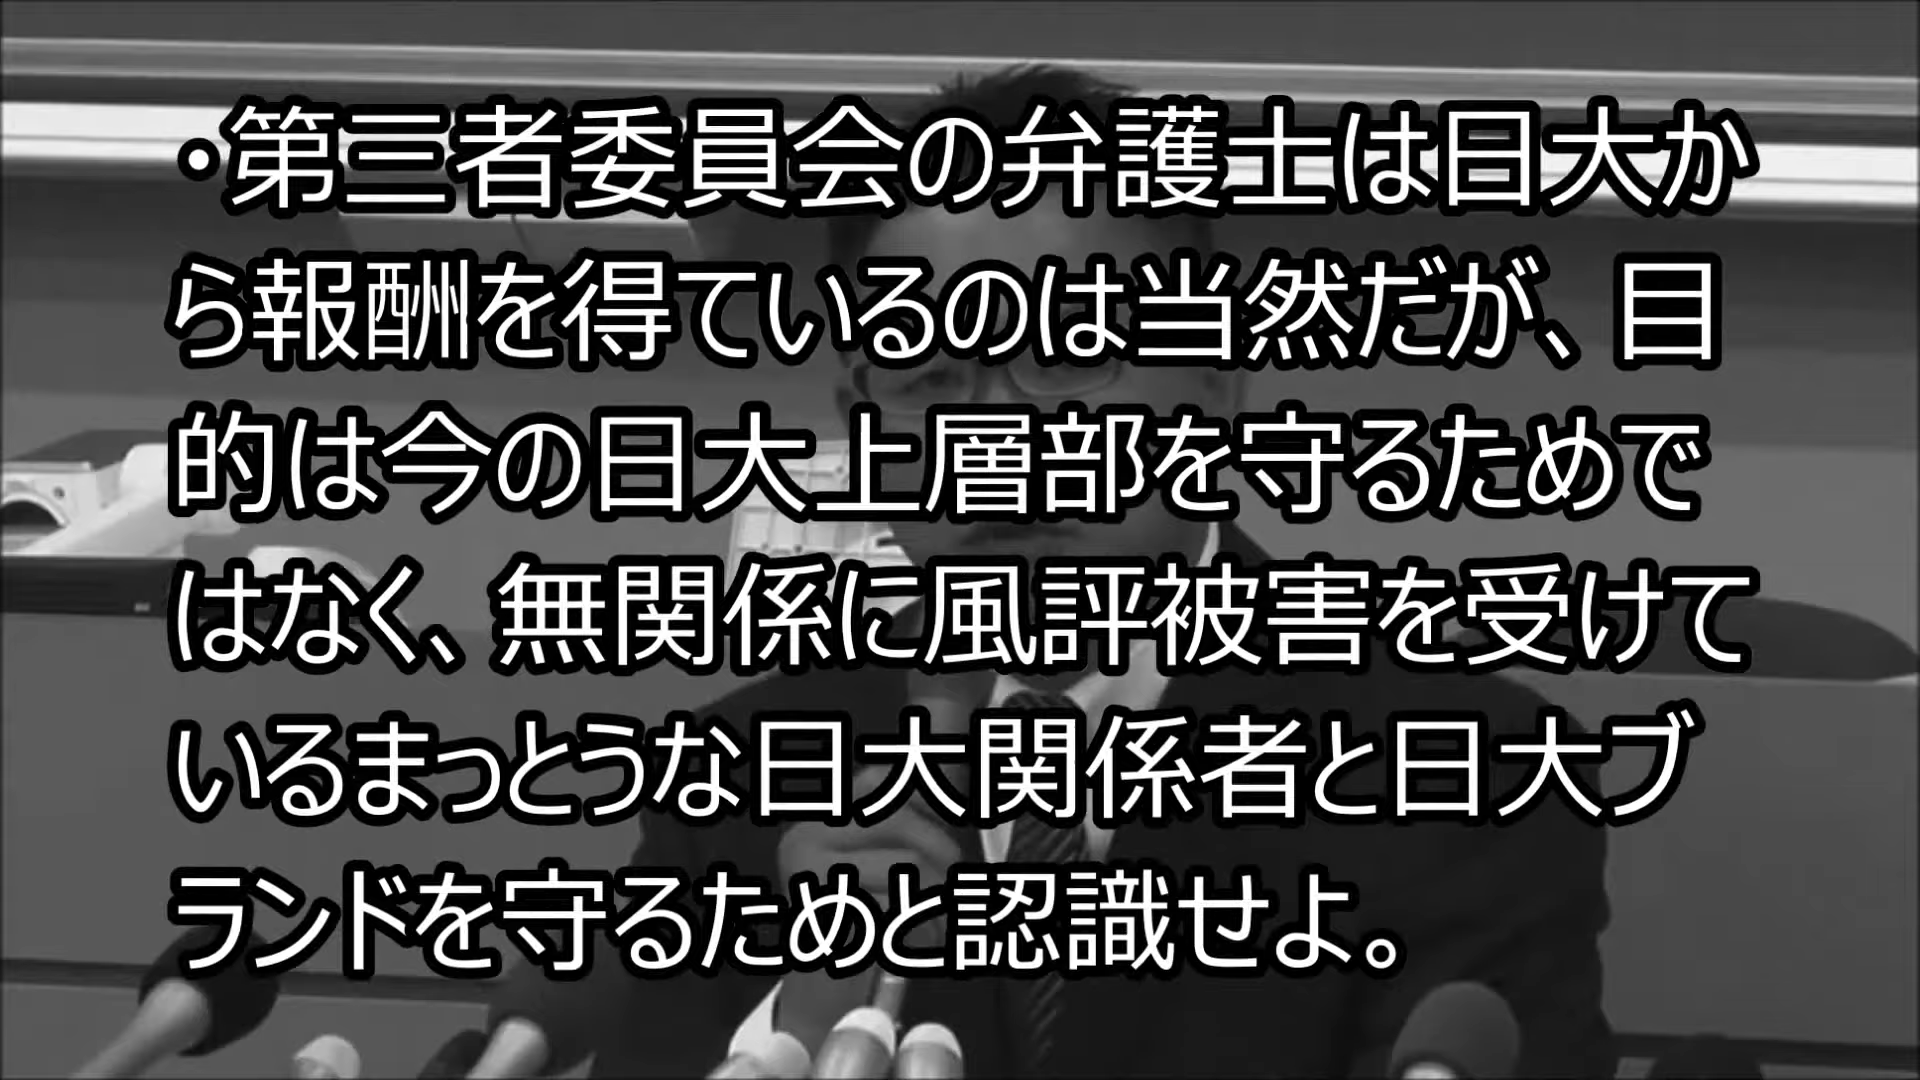 ・第三者委員会の弁護士は日大か
ら報酬を得ているのは当然だが、目
的は今の日大上層部を守るためで
はなく、無関係に風評被害を受けて
いるまっとうな日大関係者と日大ブ
ランドを守るためと認識せよ。